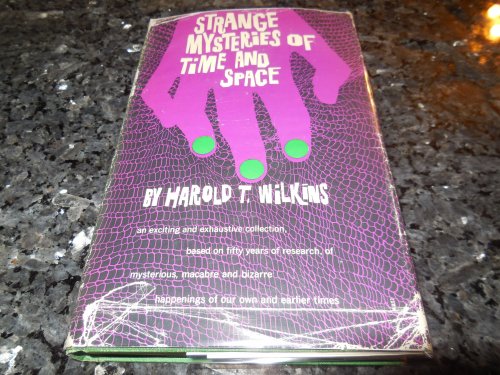 STRANGE
MYSTERIES OF
TiME AND
SPACE
BY HAROLD T. WiLKiNS
an exciting and exhaustive collection,
based on fifty years of research, of
mysterious, macabre and bizarre
happenings of our own and earlier times